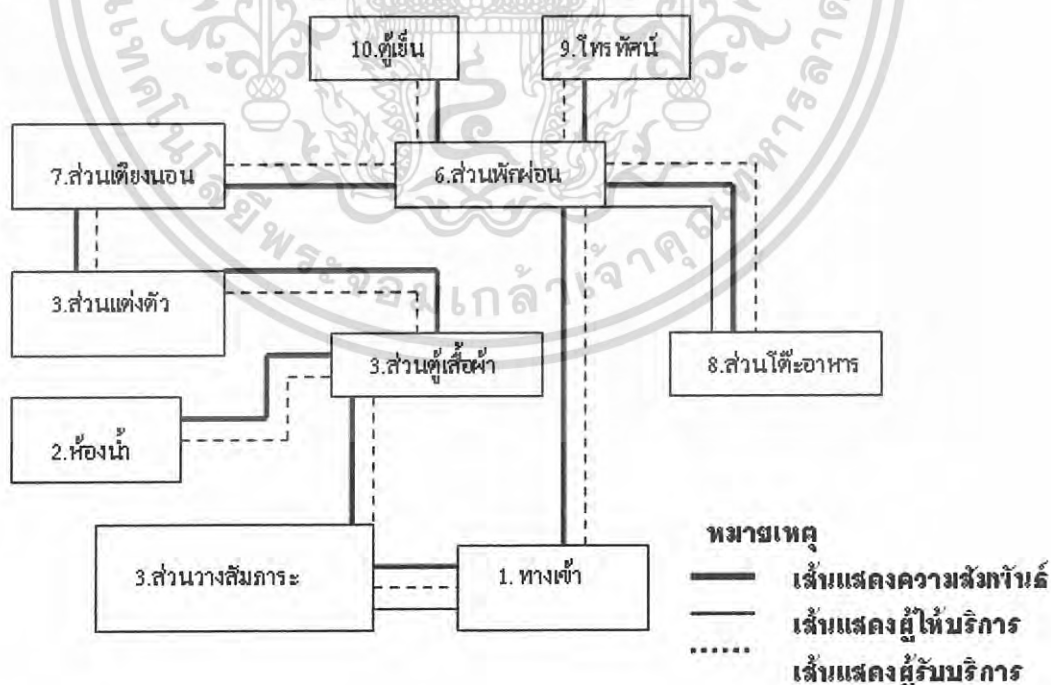 10.ตู้เย็น
9.โทรทัศน์
7.ส่วนเตียงนอน
6.ส่วนพักผ่อน
3.ส่วนแต่งตัว
3.ส่วนตู้เสื้อผ้า
8.ส่วนโต๊ะอาหาร
2.ห้องน้ำ
3.ส่วนวางสัมภาระ
1. ทางเข้า
หมายเหตุ
เส้นแสดงความสัมพันธ์
เส้นแสดงผู้ให้บริการ
เส้นแสดงผู้รับบริการ